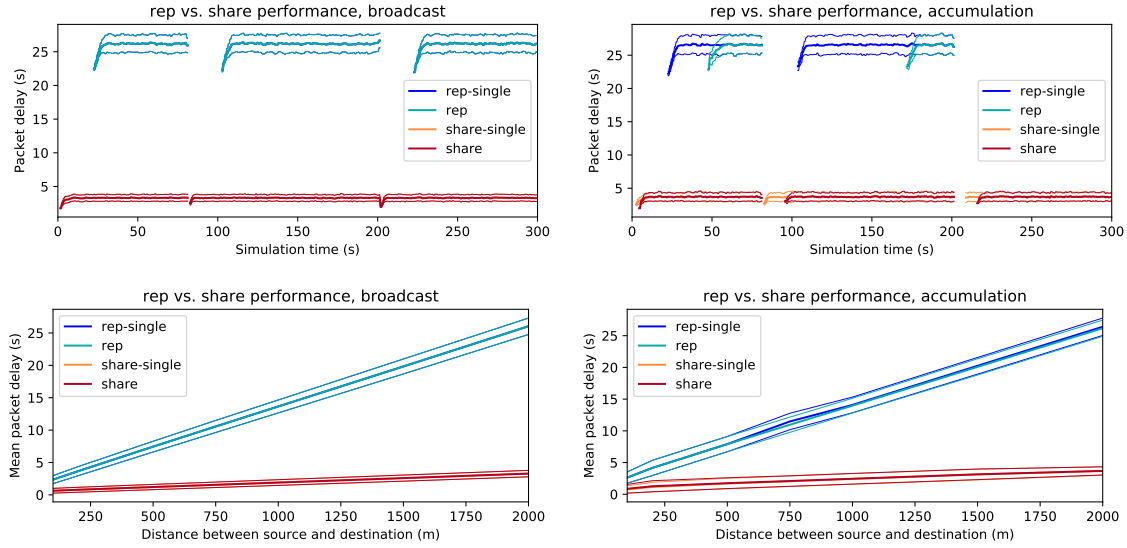 rep vs. share performance, broadcast
Packet delay (s)
25
20
15
10
5
0
50
100
150
200
250
300
Simulation time (s)
rep-single
rep
share-single
share
rep vs. share performance, accumulation
Packet delay (s)
25
20
15
10
5
0
50
100
150
200
250
300
Simulation time (s)
rep-single
rep
share-single
share
rep vs. share performance, broadcast
Mean packet delay (s)
25
20
15
10
5
0
250
500
750
1000
1250
1500
1750
2000
Distance between source and destination (m)
rep-single
rep
share-single
share
rep vs. share performance, accumulation
Mean packet delay (s)
25
20
15
10
5
0
250
500
750
1000
1250
1500
1750
2000
Distance between source and destination (m)
rep-single
rep
share-single
share